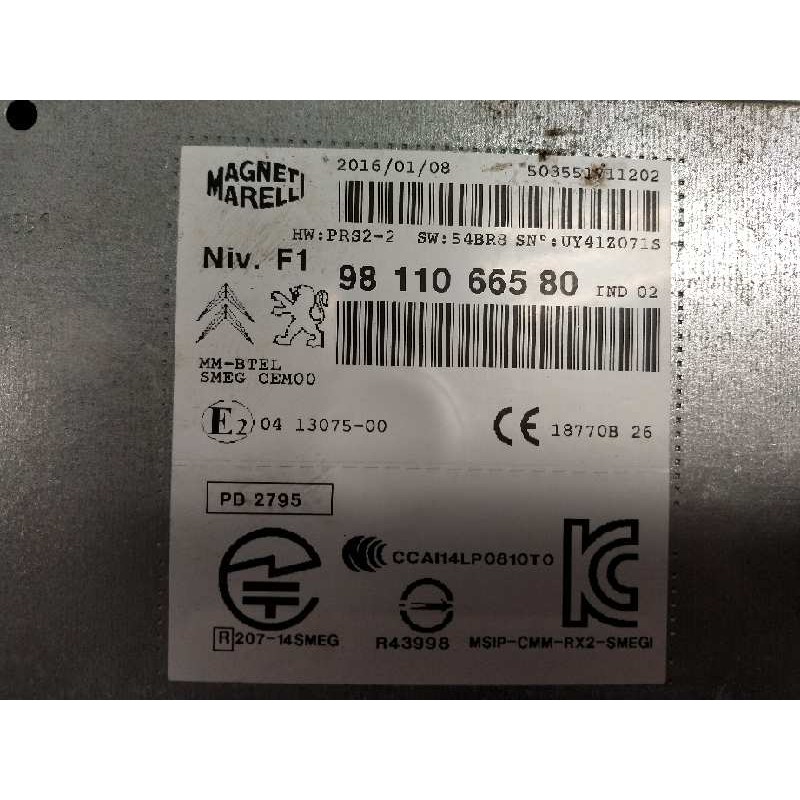 MAGNETI
MARELLI
2016/01/08
503551V11202
HW:PRS2-2 SW:54BR8 SN°:UY41Z071S
Niv. F1
98 110 665 80 IND 02
MM-BTEL
SMEG CEM00
E2 04 13075-00
CE 18770B 26
PD 2795
CCAI14LP0810T0
R 207-14SMEG
R43998
MSIP-CMM-RX2-SMEGI